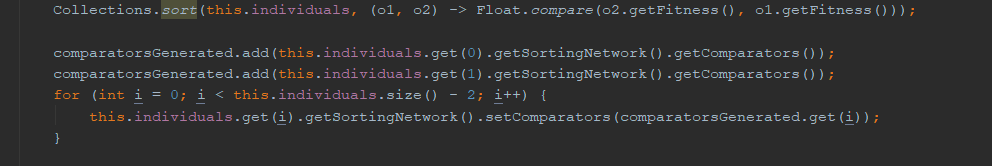 Collections.sort(this.individuals, (o1, o2) -> Float.compare(o2.getFitness(), o1.getFitness()));
comparatorsGenerated.add(this.individuals.get(0).getSortingNetwork().getComparators());
comparatorsGenerated.add(this.individuals.get(1).getSortingNetwork().getComparators());
for (int i = 0; i < this.individuals.size() - 2; i++) {
this.individuals.get(i).getSortingNetwork().setComparators(comparatorsGenerated.get(i));
}